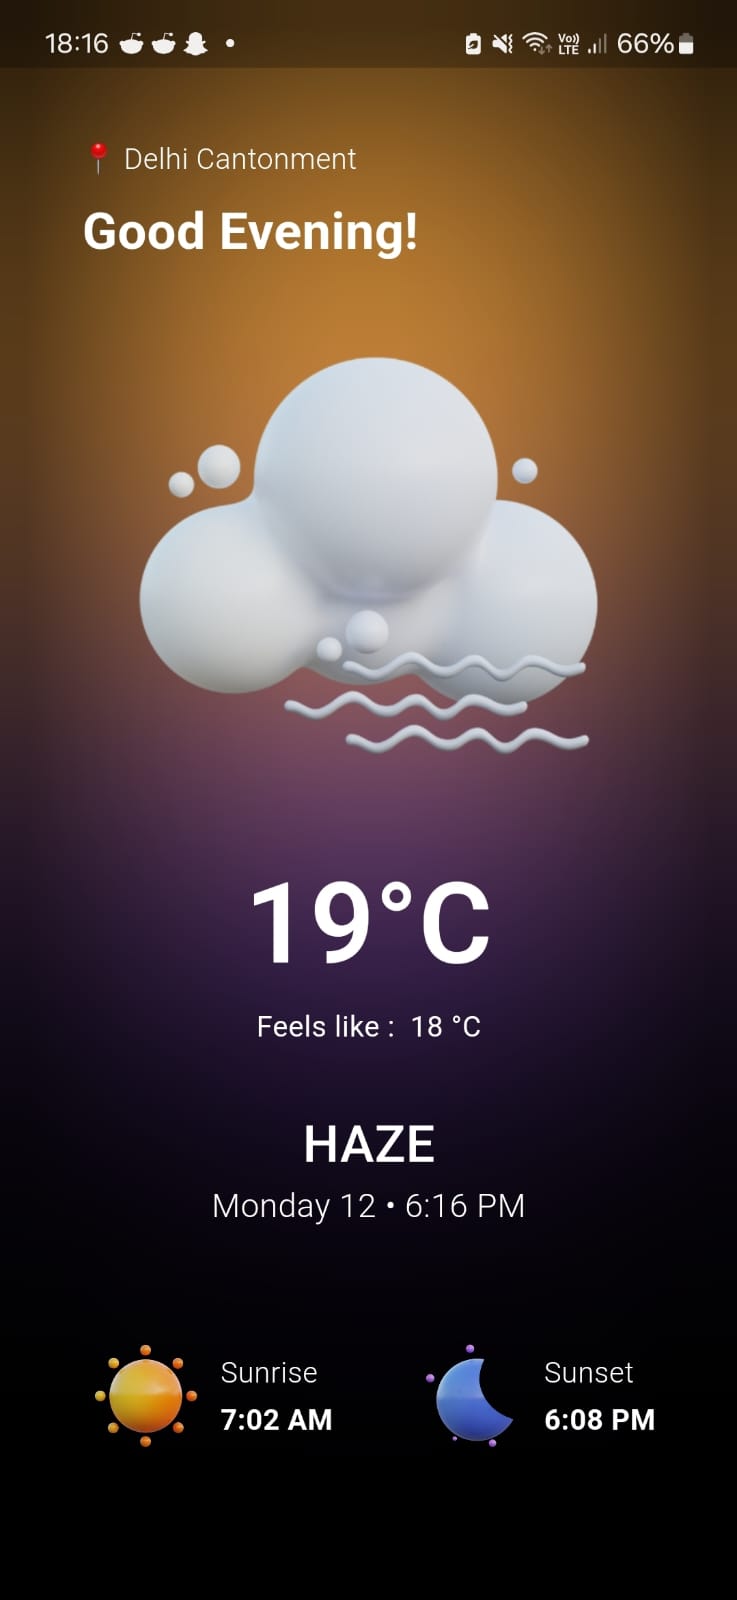 18:16 Vo)) LTE 66%
Delhi Cantonment
Good Evening!
19°C
Feels like : 18 °C
HAZE
Monday 12 • 6:16 PM
Sunrise
7:02 AM
Sunset
6:08 PM